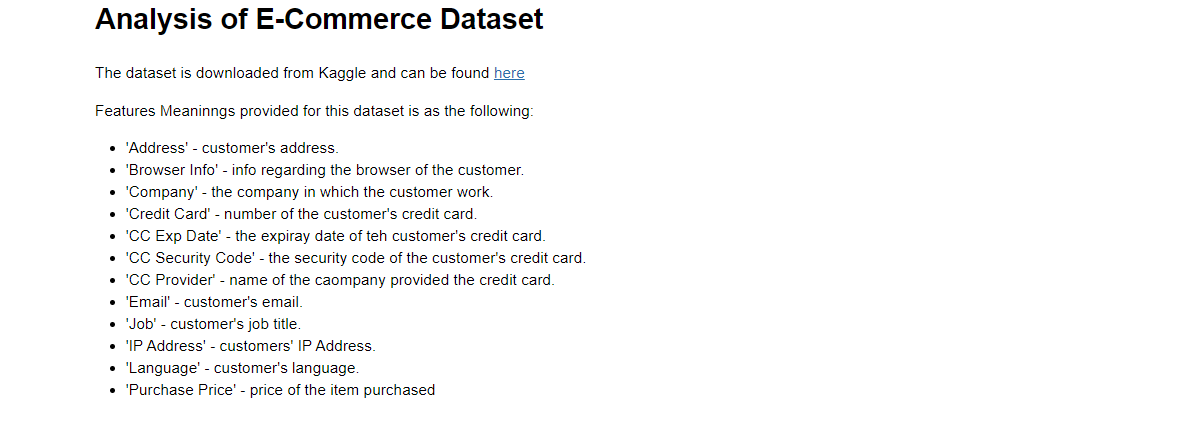 Analysis of E-Commerce Dataset
The dataset is downloaded from Kaggle and can be found here
Features Meaninngs provided for this dataset is as the following:
• 'Address' - customer's address.
• 'Browser Info' - info regarding the browser of the customer.
• 'Company' - the company in which the customer work.
• 'Credit Card' - number of the customer's credit card.
• 'CC Exp Date' - the expiray date of teh customer's credit card.
• 'CC Security Code' - the security code of the customer's credit card.
• 'CC Provider' - name of the caompany provided the credit card.
• 'Email' - customer's email.
• 'Job' - customer's job title.
• 'IP Address' - customers' IP Address.
• 'Language' - customer's language.
• 'Purchase Price' - price of the item purchased